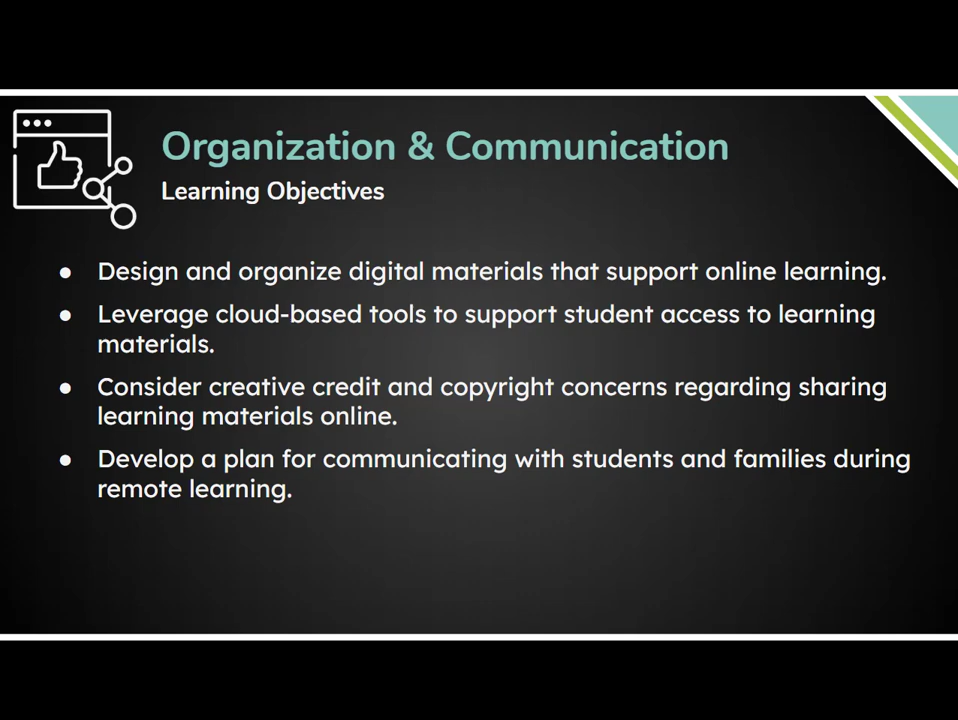 Organization & Communication
Learning Objectives
● Design and organize digital materials that support online learning.
● Leverage cloud-based tools to support student access to learning
materials.
● Consider creative credit and copyright concerns regarding sharing
learning materials online.
● Develop a plan for communicating with students and families during
remote learning.